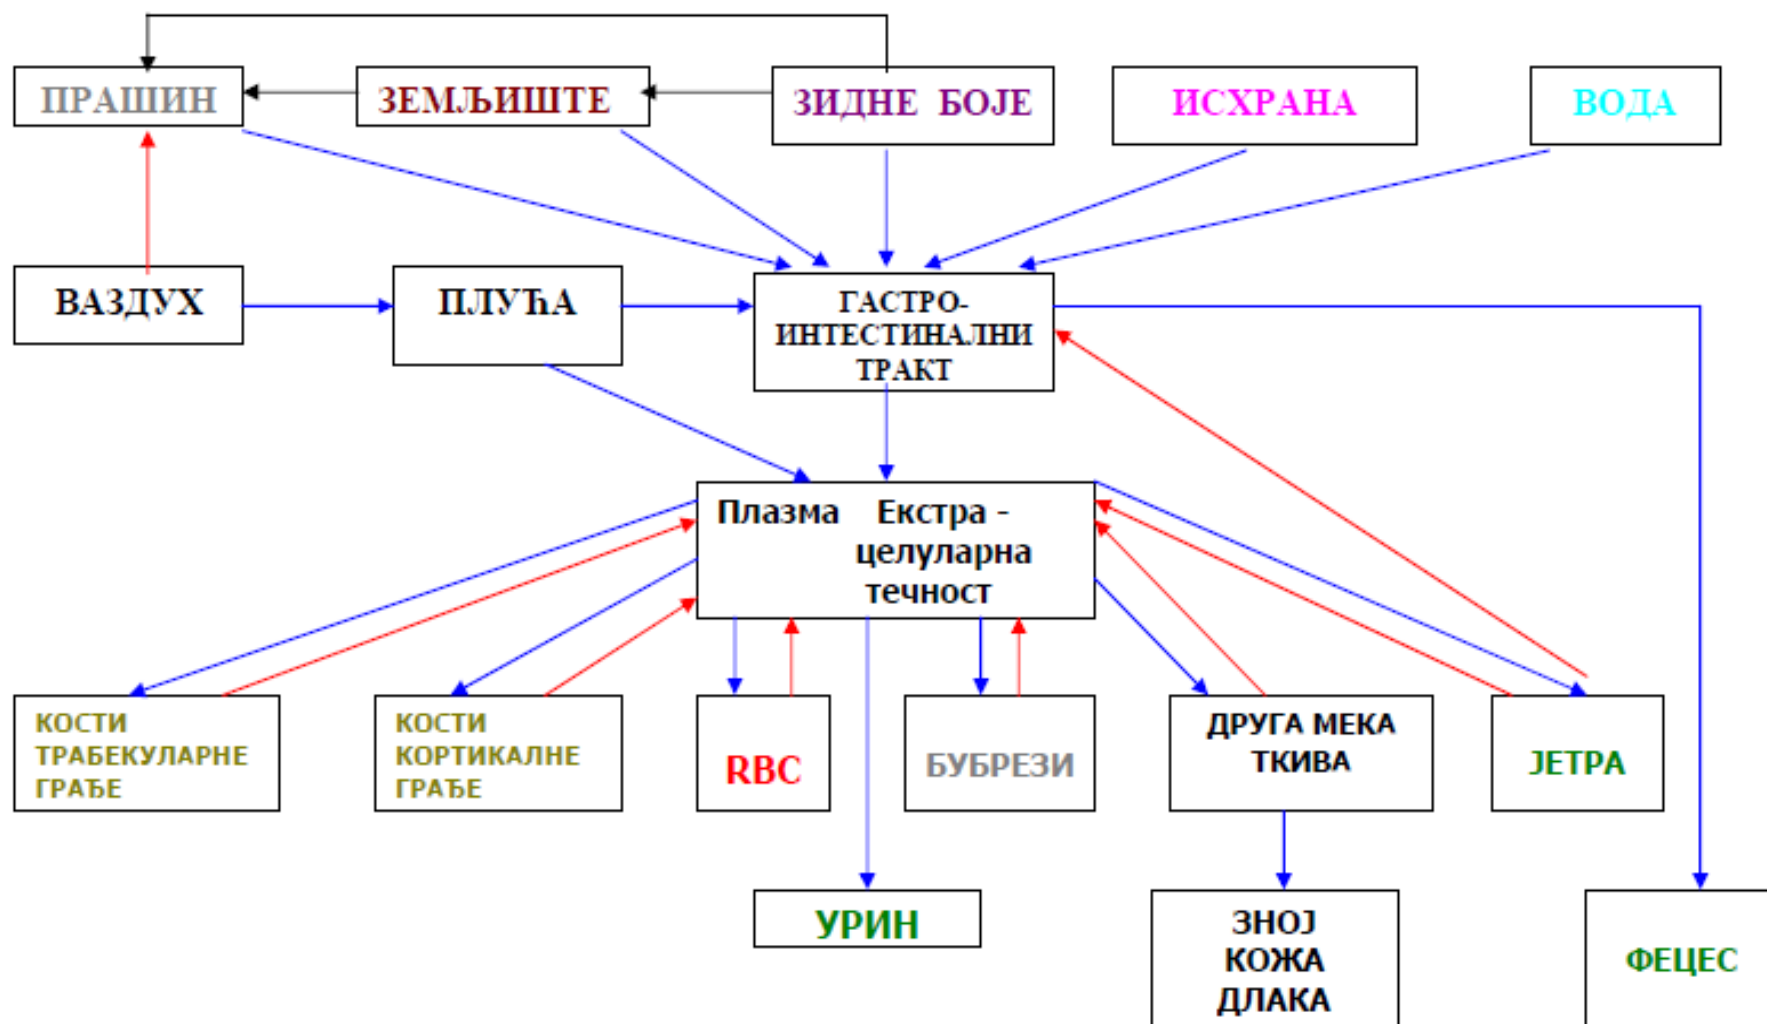 ПРАШИН
ЗЕМЉИШТЕ
ЗИДНЕ БОЈЕ
ИСХРАНА
ВОДА
ВАЗДУХ
ПЛУЋА
ГАСТРО-
ИНТЕСТИНАЛНИ
ТРАКТ
Плазма Екстра -
целуларна
течност
КОСТИ
ТРАБЕКУЛАРНЕ
ГРАЂЕ
КОСТИ
КОРТИКАЛНЕ
ГРАЂЕ
RBC
БУБРЕЗИ
ДРУГА МЕКА
ТКИВА
ЈЕТРА
УРИН
ЗНОЈ
КОЖА
ДЛАКА
ФЕЦЕС